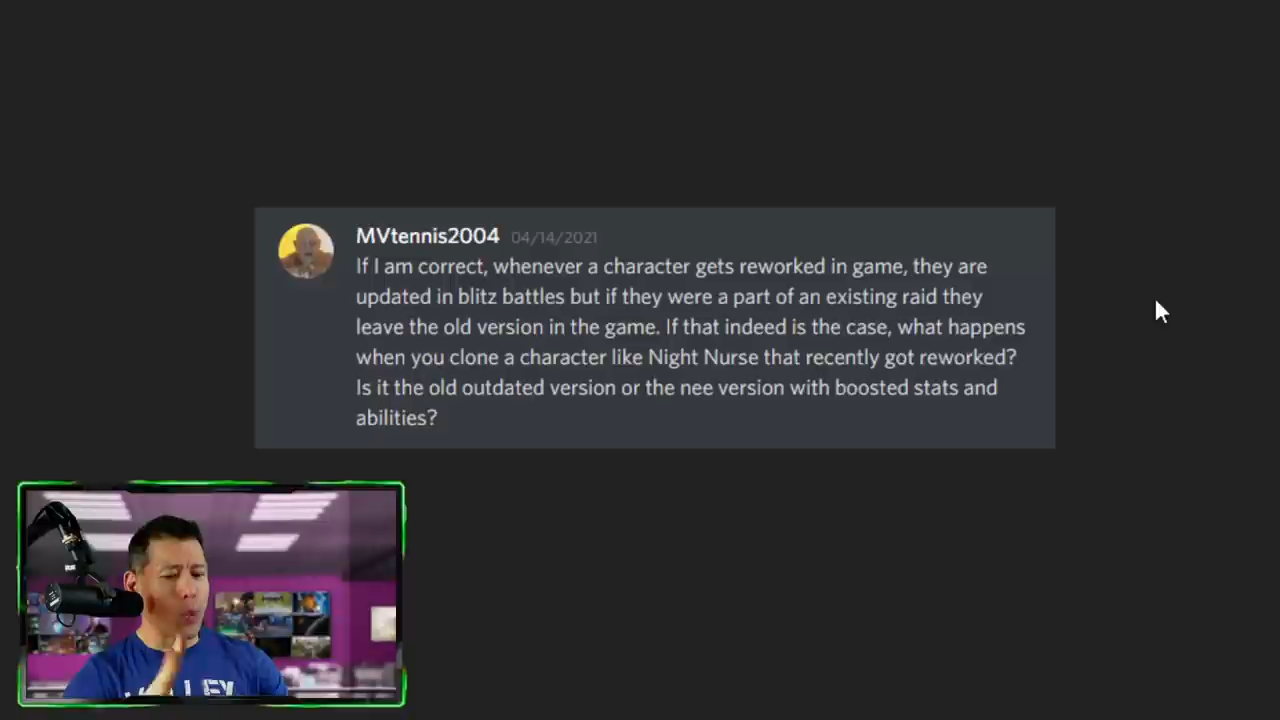 MVtennis2004 04/14/2021
If I am correct, whenever a character gets reworked in game, they are
updated in blitz battles but if they were a part of an existing raid they
leave the old version in the game. If that indeed is the case, what happens
when you clone a character like Night Nurse that recently got reworked?
Is it the old outdated version or the nee version with boosted stats and
abilities?